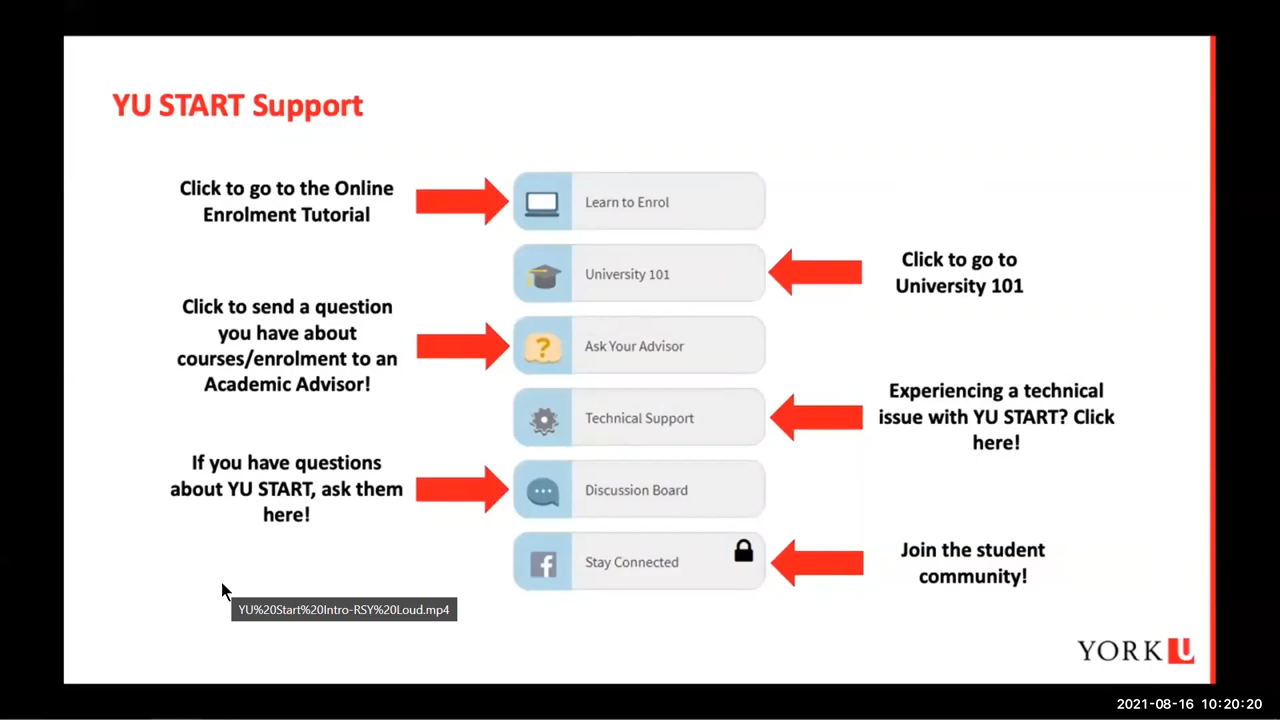 YU START Support
Click to go to the Online
Enrolment Tutorial
Learn to Enrol
University 101
Click to go to
University 101
Click to send a question
you have about
courses/enrolment to an
Academic Advisor!
Ask Your Advisor
Technical Support
Experiencing a technical
issue with YU START? Click
here!
If you have questions
about YU START, ask them
here!
Discussion Board
Stay Connected
Join the student
community!
YU%20Start%20Intro-RSY%20Loud.mp4
YORK U
2021-08-16 10:20:20